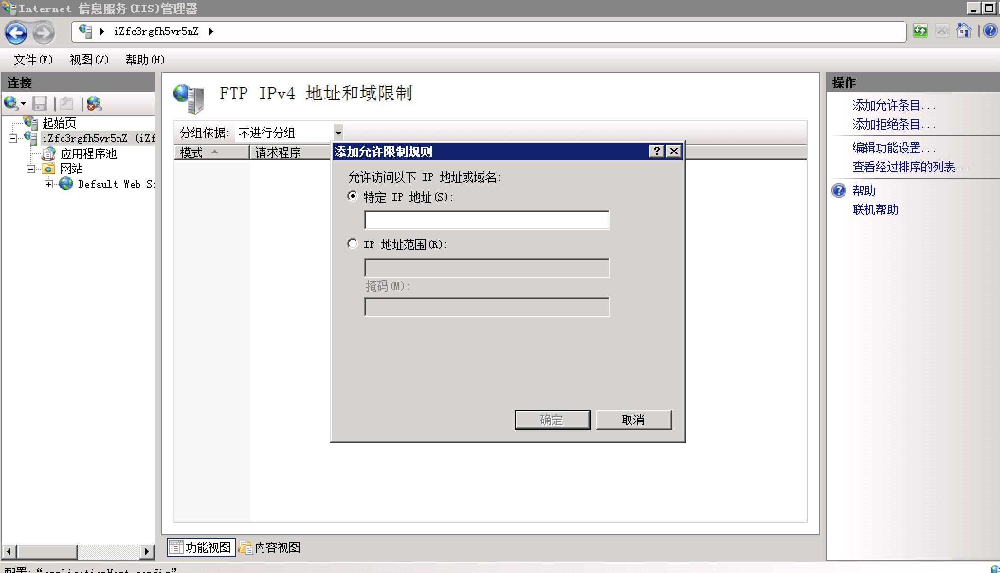 Internet 信息服务(IIS)管理器
iZfc3rgfh5vr5nZ
文件(F) 视图(V) 帮助(H)
连接
起始页
iZfc3rgfh5vr5nZ (iZf
应用程序池
网站
Default Web Si
FTP IPv4 地址和域限制
分组依据: 不进行分组
模式 请求程序
添加允许限制规则
允许访问以下 IP 地址或域名:
特定 IP 地址(S):
IP 地址范围(R):
掩码(M):
确定 取消
功能视图 内容视图
操作
添加允许条目...
添加拒绝条目...
编辑功能设置...
查看经过排序的列表...
帮助
联机帮助
配置: “applicationHost.config”